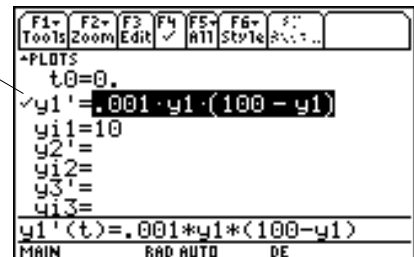 F1▾ F2▾ F3 F4 F5▾ F6▾
Tools Zoom Edit ✓ All Style
▴PLOTS
t0=0.
✓y1'=.001·y1·(100 − y1)
yi1=10
y2'=
yi2=
y3'=
yi3=
y1'(t)=.001*y1*(100-y1)
MAIN RAD AUTO DE